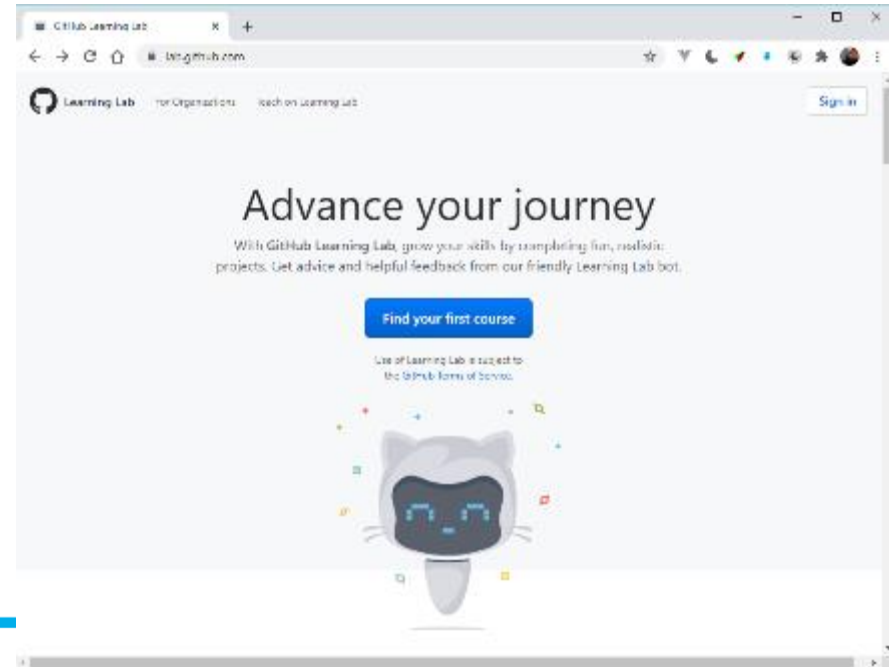 GitHub Learning Lab
lab.github.com
Learning Lab For Organizations Teach on Learning Lab
Sign in
Advance your journey
With GitHub Learning Lab, grow your skills by completing fun, realistic
projects. Get advice and helpful feedback from our friendly Learning Lab bot.
Find your first course
Use of Learning Lab is subject to
the GitHub Terms of Service.